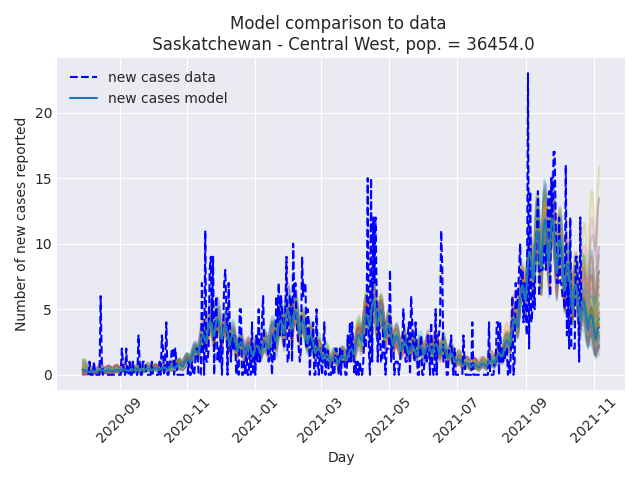 Model comparison to data
Saskatchewan - Central West, pop. = 36454.0
new cases data
new cases model
Number of new cases reported
20
15
10
5
0
2020-09
2020-11
2021-01
2021-03
2021-05
2021-07
2021-09
2021-11
Day